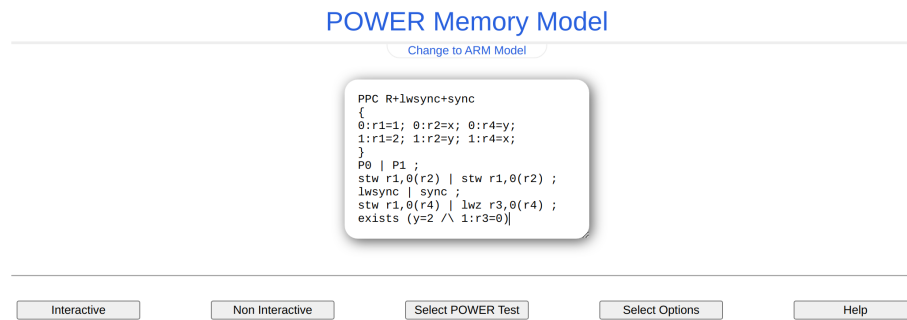 POWER Memory Model
Change to ARM Model
PPC R+lwsync+sync
{
0:r1=1; 0:r2=x; 0:r4=y;
1:r1=2; 1:r2=y; 1:r4=x;
}
P0 | P1 ;
stw r1,0(r2) | stw r1,0(r2) ;
lwsync | sync ;
stw r1,0(r4) | lwz r3,0(r4) ;
exists (y=2 /\ 1:r3=0)
Interactive
Non Interactive
Select POWER Test
Select Options
Help